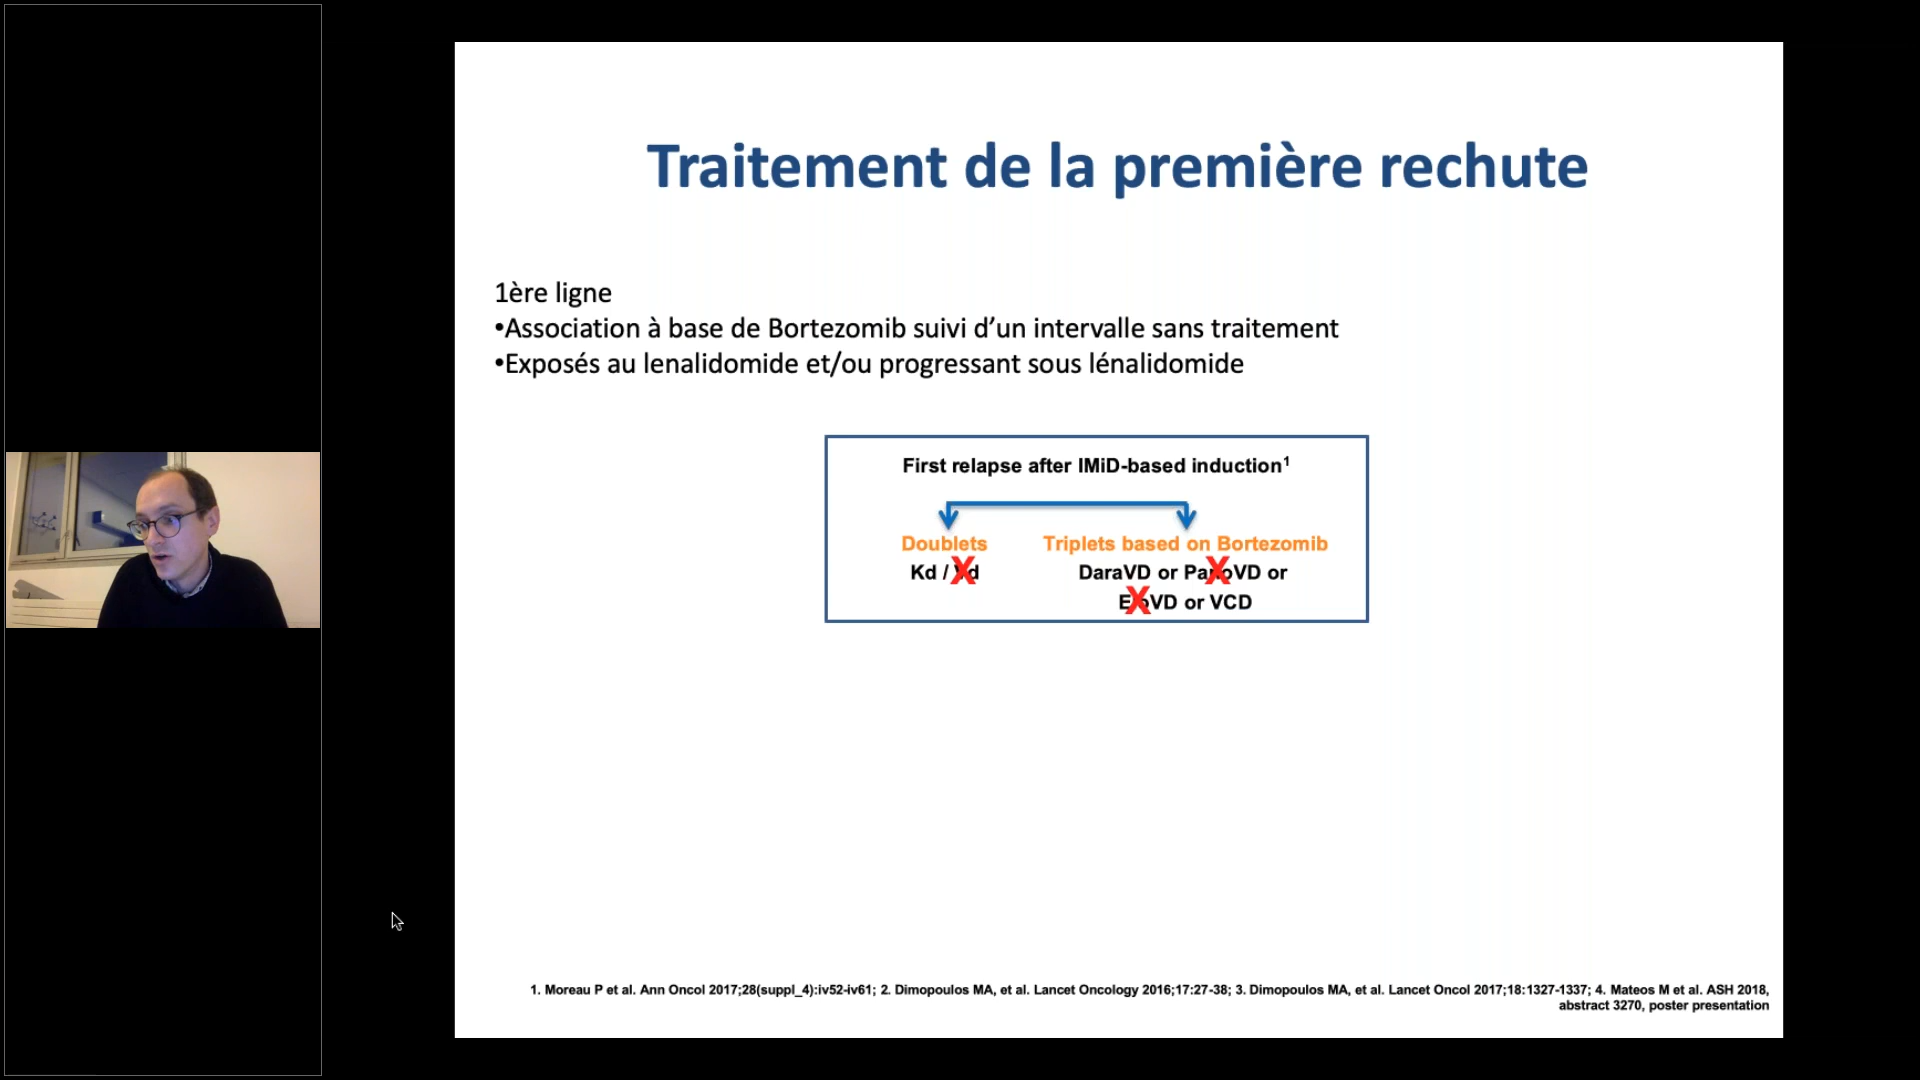 Traitement de la première rechute
1ère ligne
•Association à base de Bortezomib suivi d’un intervalle sans traitement
•Exposés au lenalidomide et/ou progressant sous lénalidomide
First relapse after IMiD-based induction¹
Doublets
Kd / Vd
Triplets based on Bortezomib
DaraVD or PanoVD or
EloVD or VCD
1. Moreau P et al. Ann Oncol 2017;28(suppl_4):iv52-iv61; 2. Dimopoulos MA, et al. Lancet Oncology 2016;17:27-38; 3. Dimopoulos MA, et al. Lancet Oncol 2017;18:1327-1337; 4. Mateos M et al. ASH 2018,
abstract 3270, poster presentation